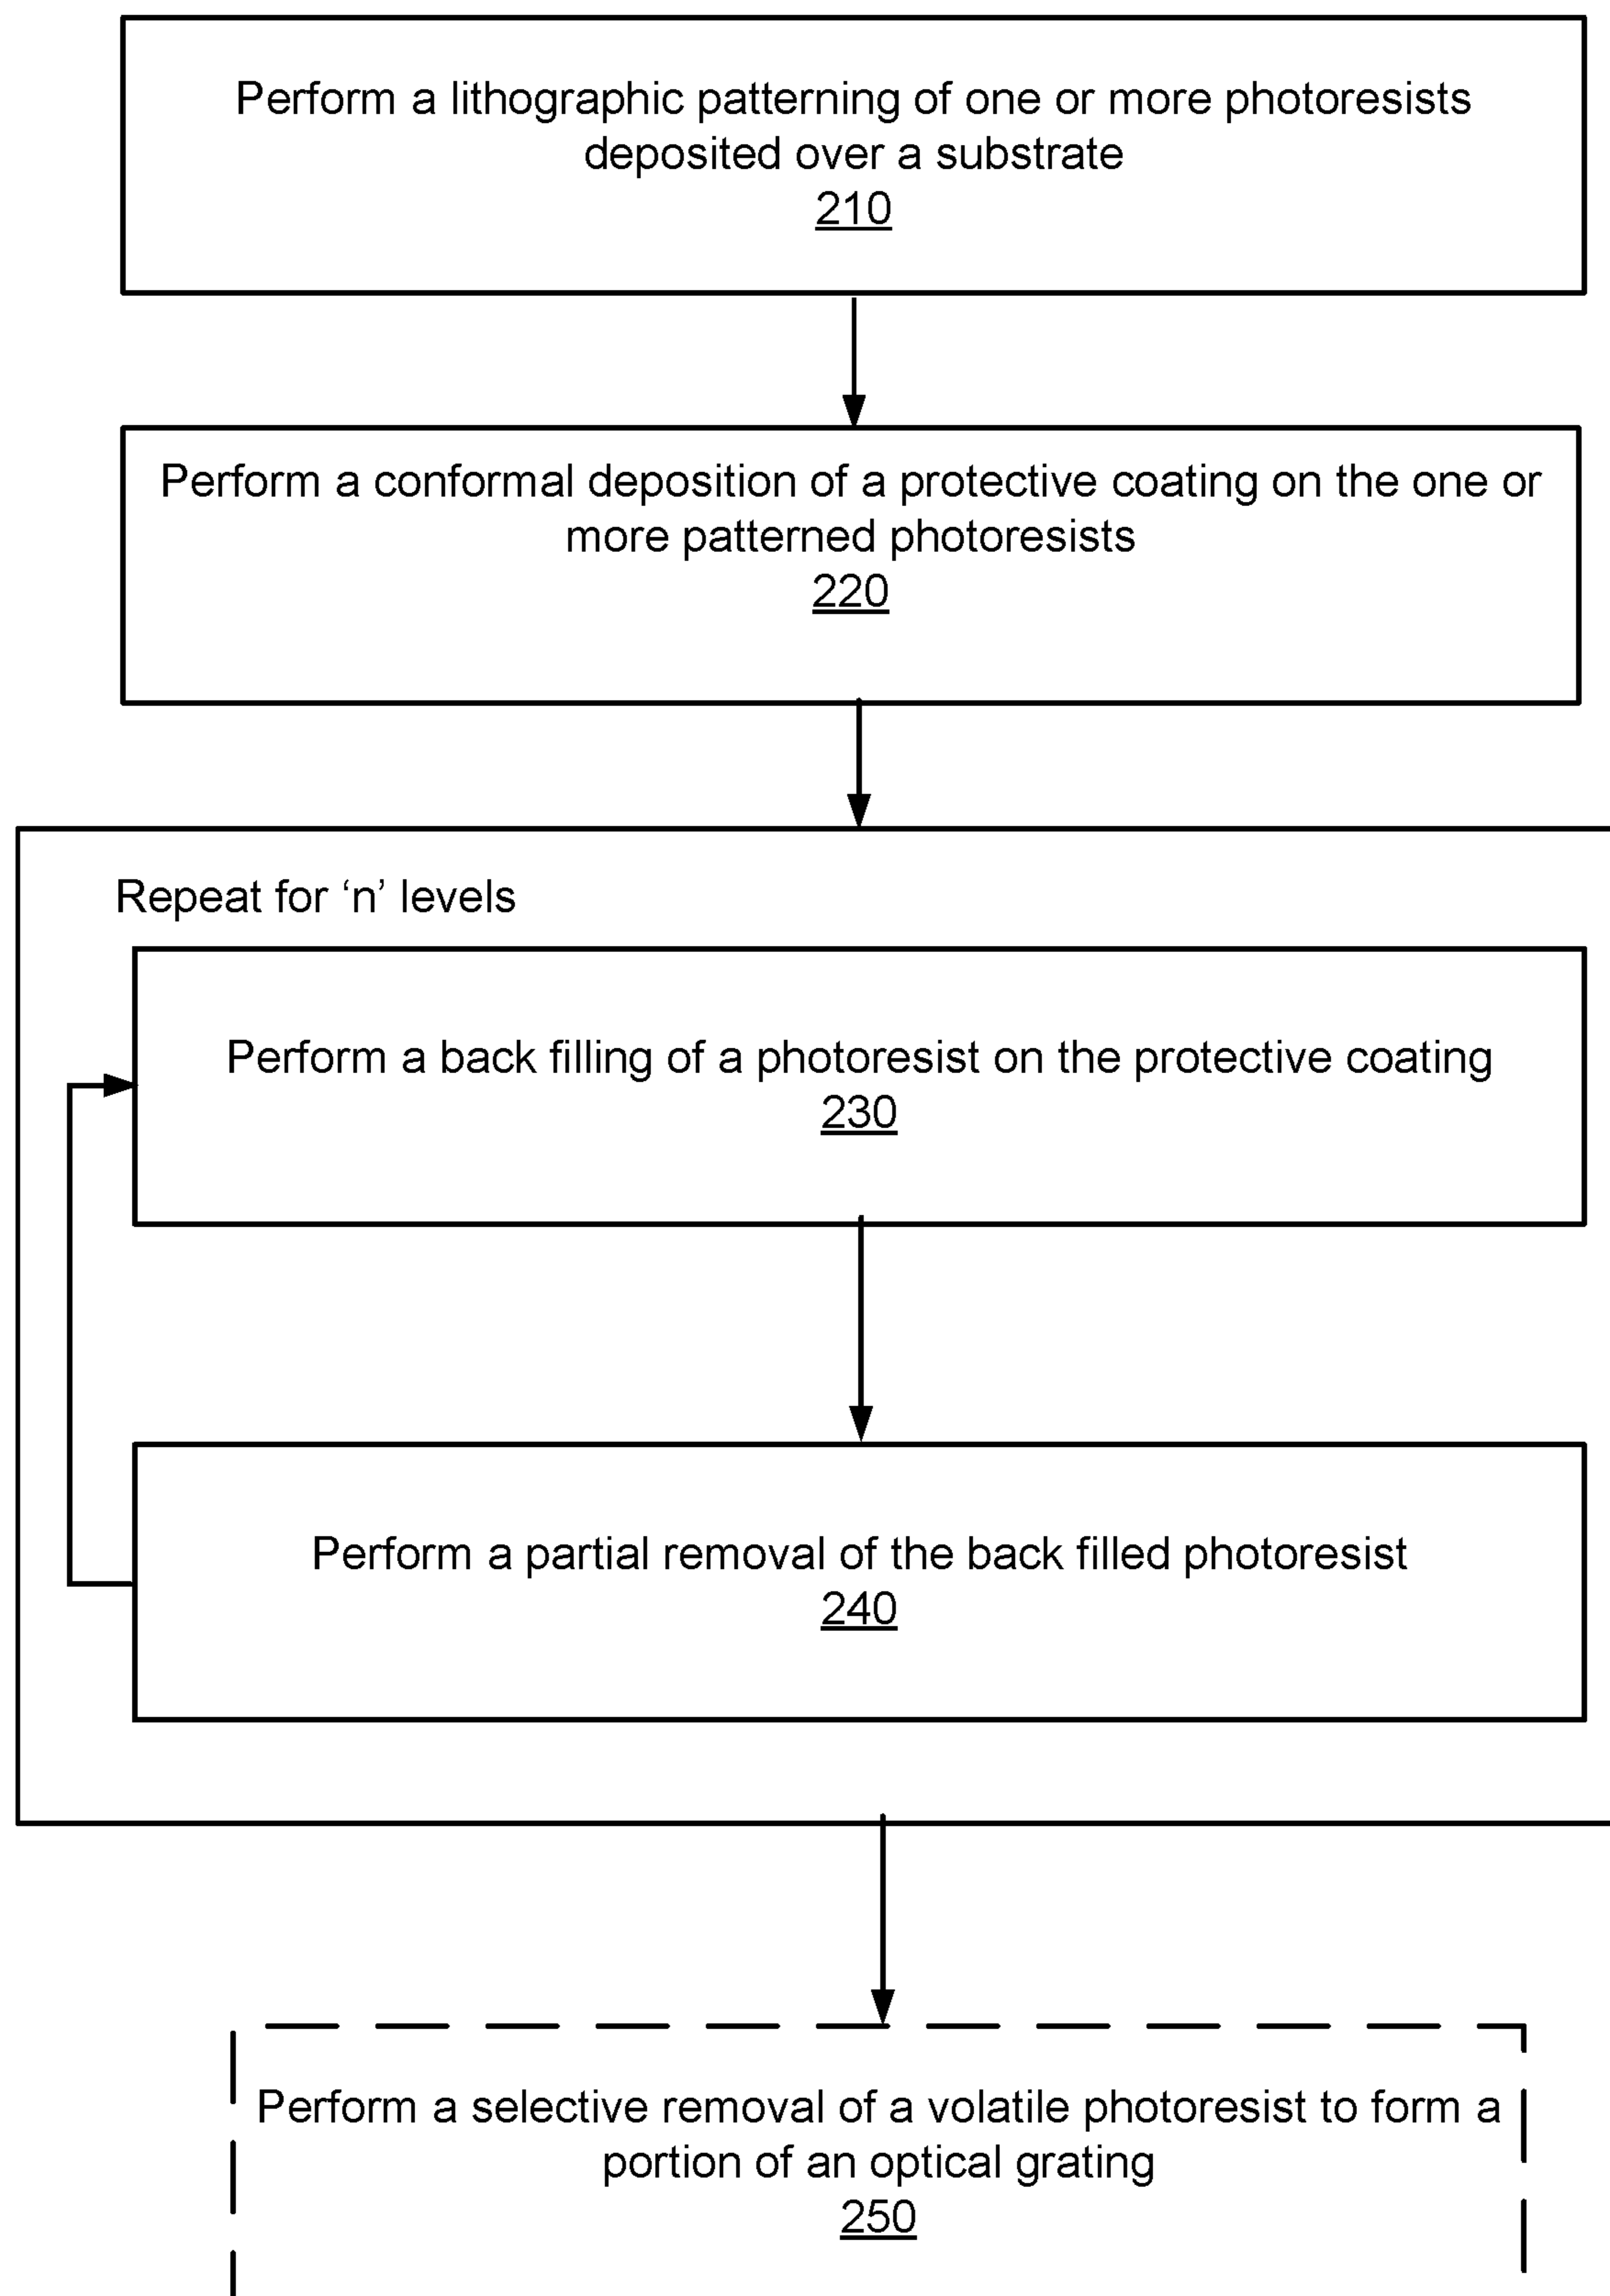 Perform a lithographic patterning of one or more photoresists
deposited over a substrate
210
Perform a conformal deposition of a protective coating on the one or
more patterned photoresists
220
Repeat for ‘n’ levels
Perform a back filling of a photoresist on the protective coating
230
Perform a partial removal of the back filled photoresist
240
Perform a selective removal of a volatile photoresist to form a
portion of an optical grating
250